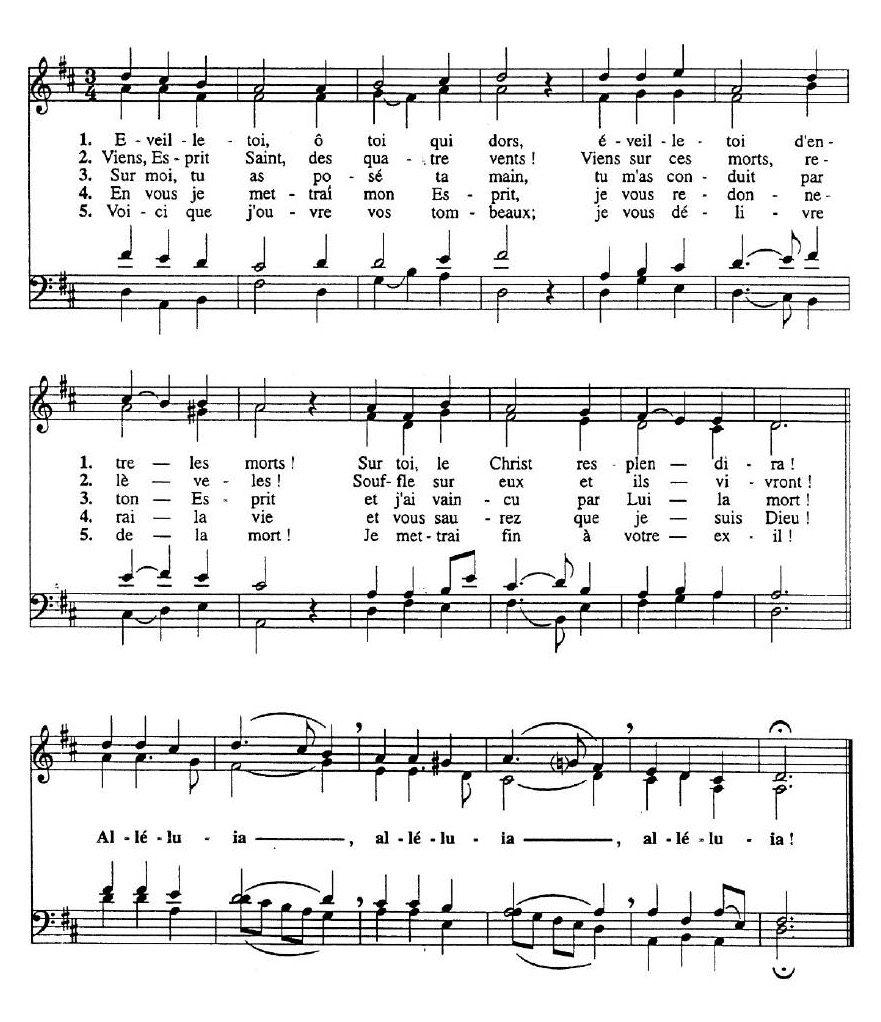 1. E - veil - le - toi, ô toi qui dors, é - veil - le - toi d'en-
2. Viens, Es - prit Saint, des qua - tre vents ! Viens sur ces morts, re -
3. Sur moi, tu as po - sé ta main, tu m'as con - duit par
4. En vous je met - traí mon Es - prit, je vous re - don - ne -
5. Voi - ci que j'ou - vre vos tom - beaux; je vous dé - li - vre
1. tre — les morts ! Sur toi, le Christ res - plen — di - ra !
2. lè — ve - les ! Souf - fle sur eux et ils — vi - vront !
3. ton — Es - prit et j'ai vain - cu par Lui — la mort !
4. rai — la vie et vous sau - rez que je — suis Dieu !
5. de — la mort ! Je met - trai fin à votre — ex - il !
Al - lé - lu - ia ———, al - lé - lu - ia ———, al - lé - lu - ia !